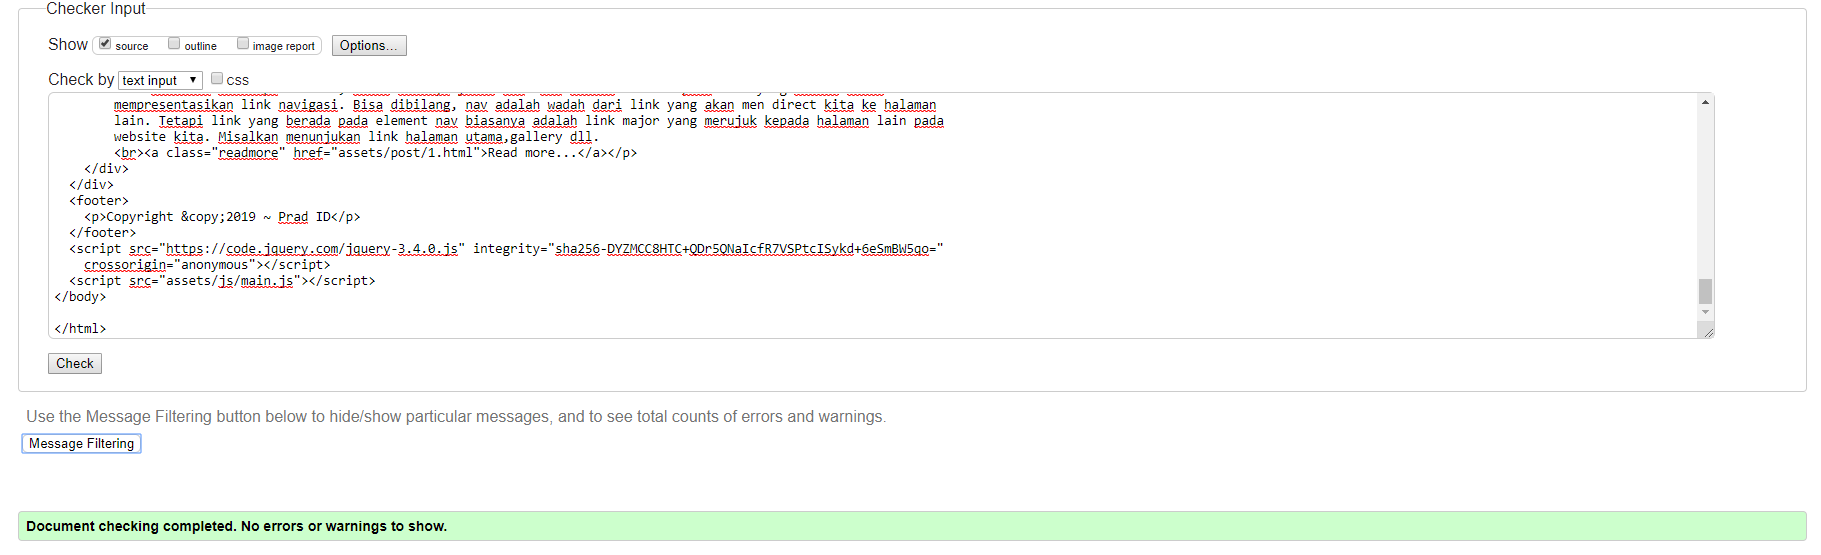 Checker Input
Show source outline image report Options...
Check by text input css
mempresentasikan link navigasi. Bisa dibilang, nav adalah wadah dari link yang akan men direct kita ke halaman
lain. Tetapi link yang berada pada element nav biasanya adalah link major yang merujuk kepada halaman lain pada
website kita. Misalkan menunjukan link halaman utama,gallery dll.
<br><a class="readmore" href="assets/post/1.html">Read more...</a></p>
</div>
</div>
<footer>
<p>Copyright &copy;2019 ~ Prad ID</p>
</footer>
<script src="https://code.jquery.com/jquery-3.4.0.js" integrity="sha256-DYZMCC8HTC+QDr5QNaIcfR7VSPtcISykd+6eSmBW5qo="
crossorigin="anonymous"></script>
<script src="assets/js/main.js"></script>
</body>
</html>
Check
Use the Message Filtering button below to hide/show particular messages, and to see total counts of errors and warnings.
Message Filtering
Document checking completed. No errors or warnings to show.